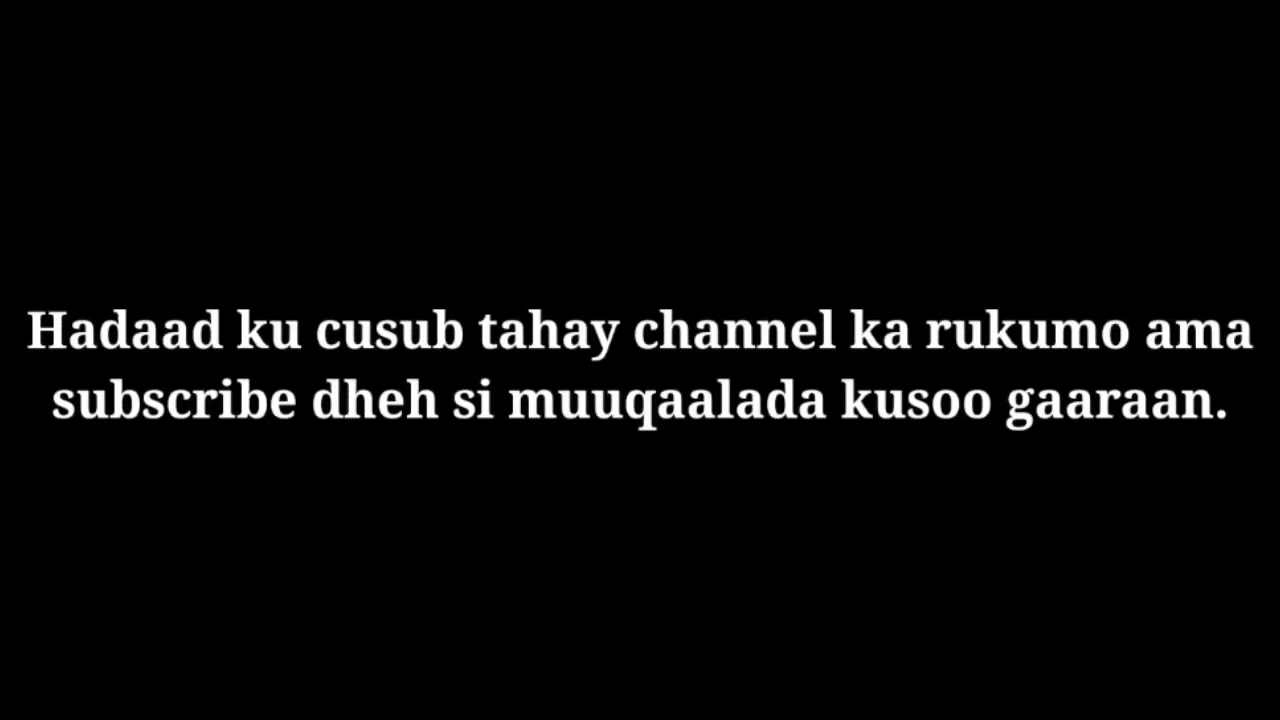 Hadaad ku cusub tahay channel ka rukumo ama
subscribe dheh si muuqaalada kusoo gaaraan.